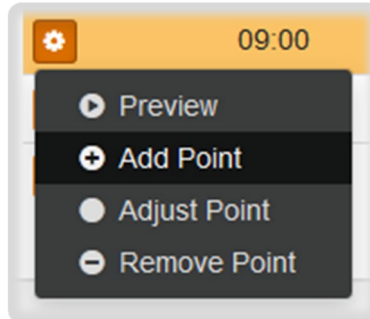 09:00
Preview
Add Point
Adjust Point
Remove Point